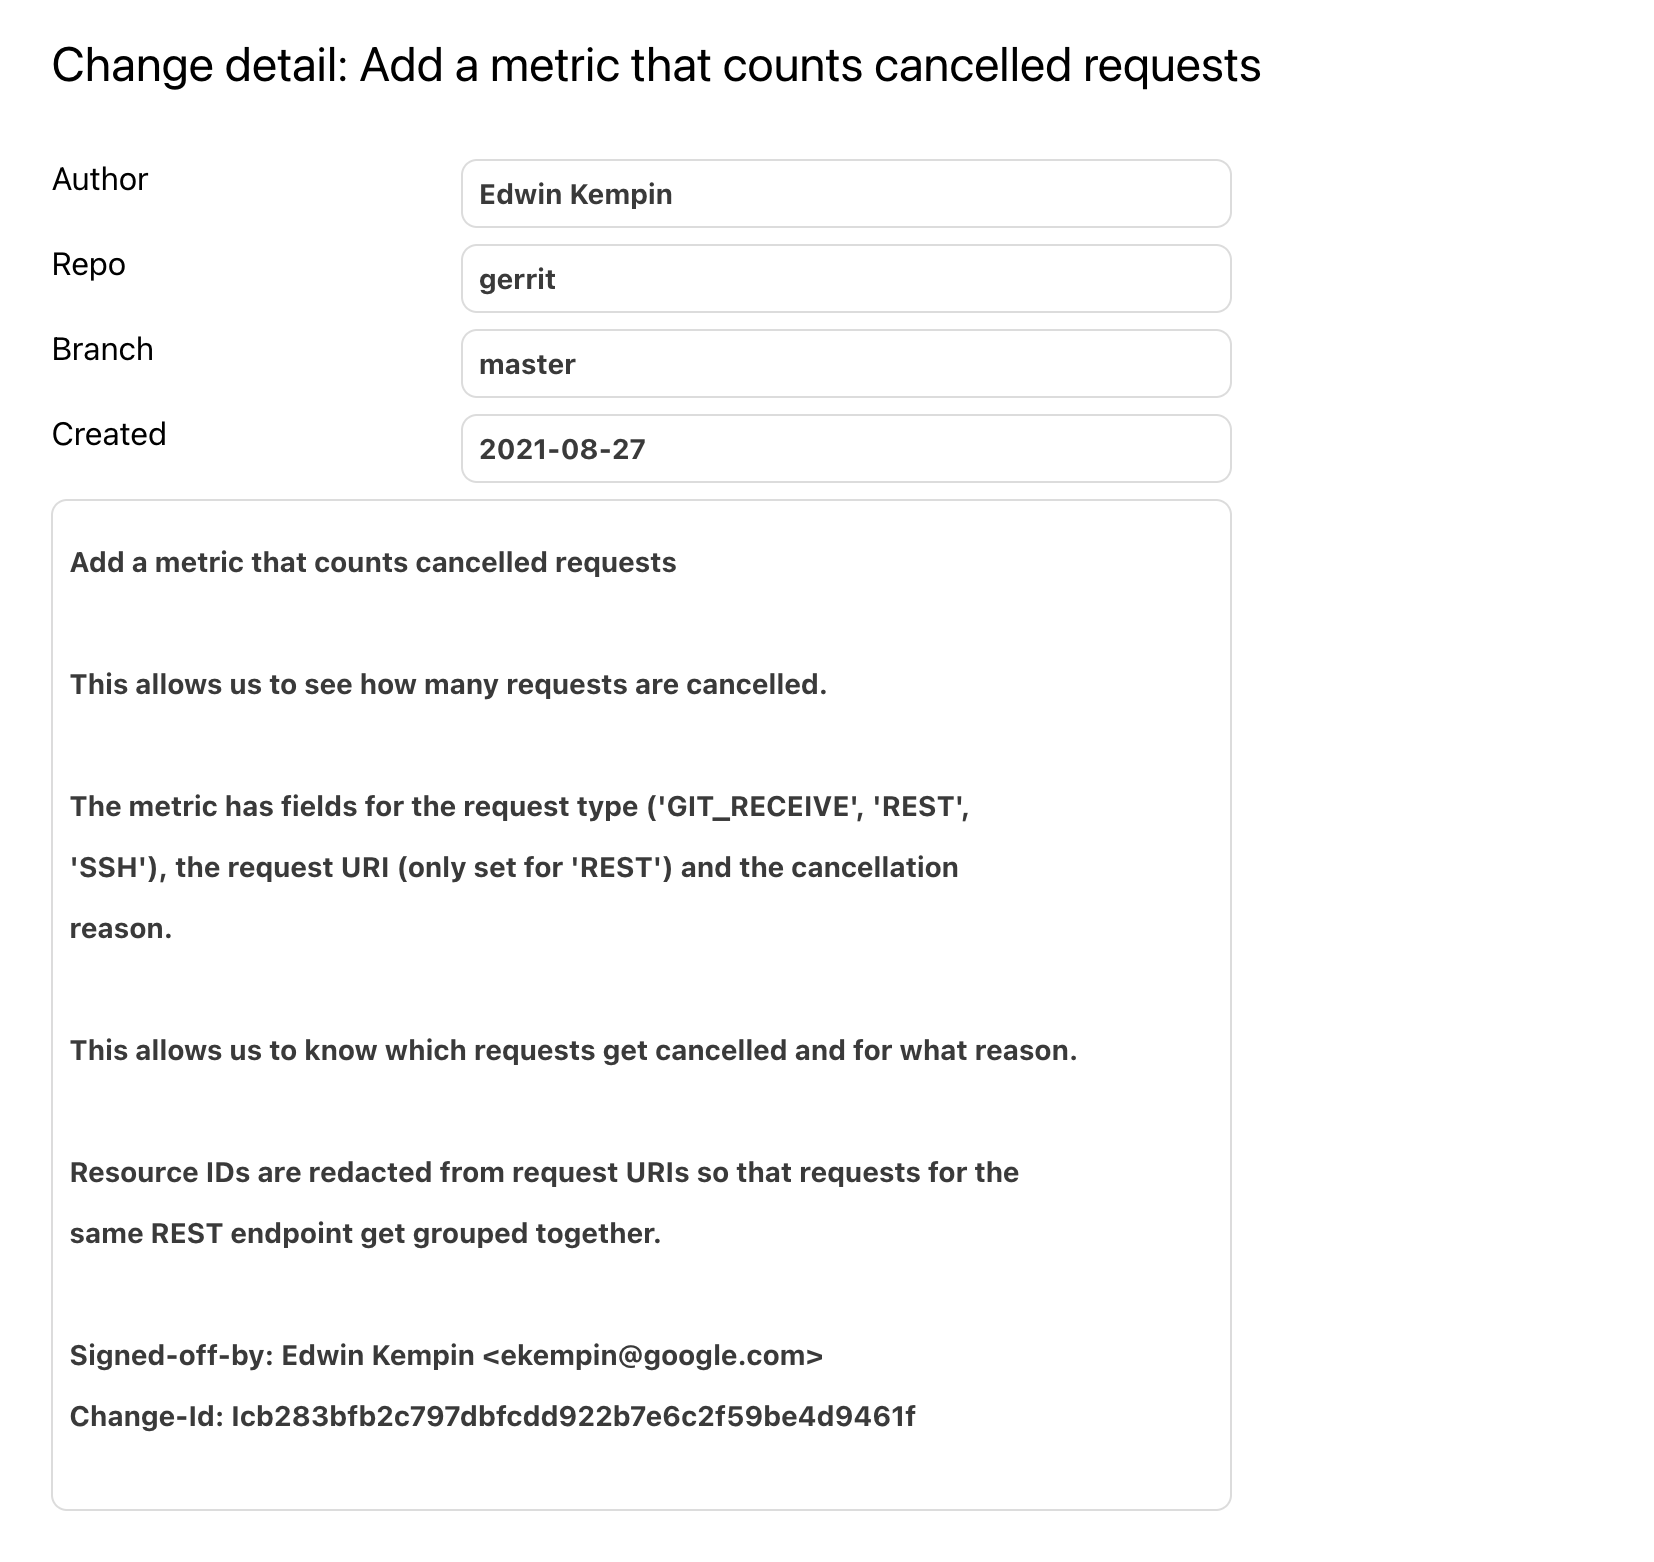 Change detail: Add a metric that counts cancelled requests
Author
Edwin Kempin
Repo
gerrit
Branch
master
Created
2021-08-27
Add a metric that counts cancelled requests
This allows us to see how many requests are cancelled.
The metric has fields for the request type ('GIT_RECEIVE', 'REST',
'SSH'), the request URI (only set for 'REST') and the cancellation
reason.
This allows us to know which requests get cancelled and for what reason.
Resource IDs are redacted from request URIs so that requests for the
same REST endpoint get grouped together.
Signed-off-by: Edwin Kempin <ekempin@google.com>
Change-Id: Icb283bfb2c797dbfcdd922b7e6c2f59be4d9461f